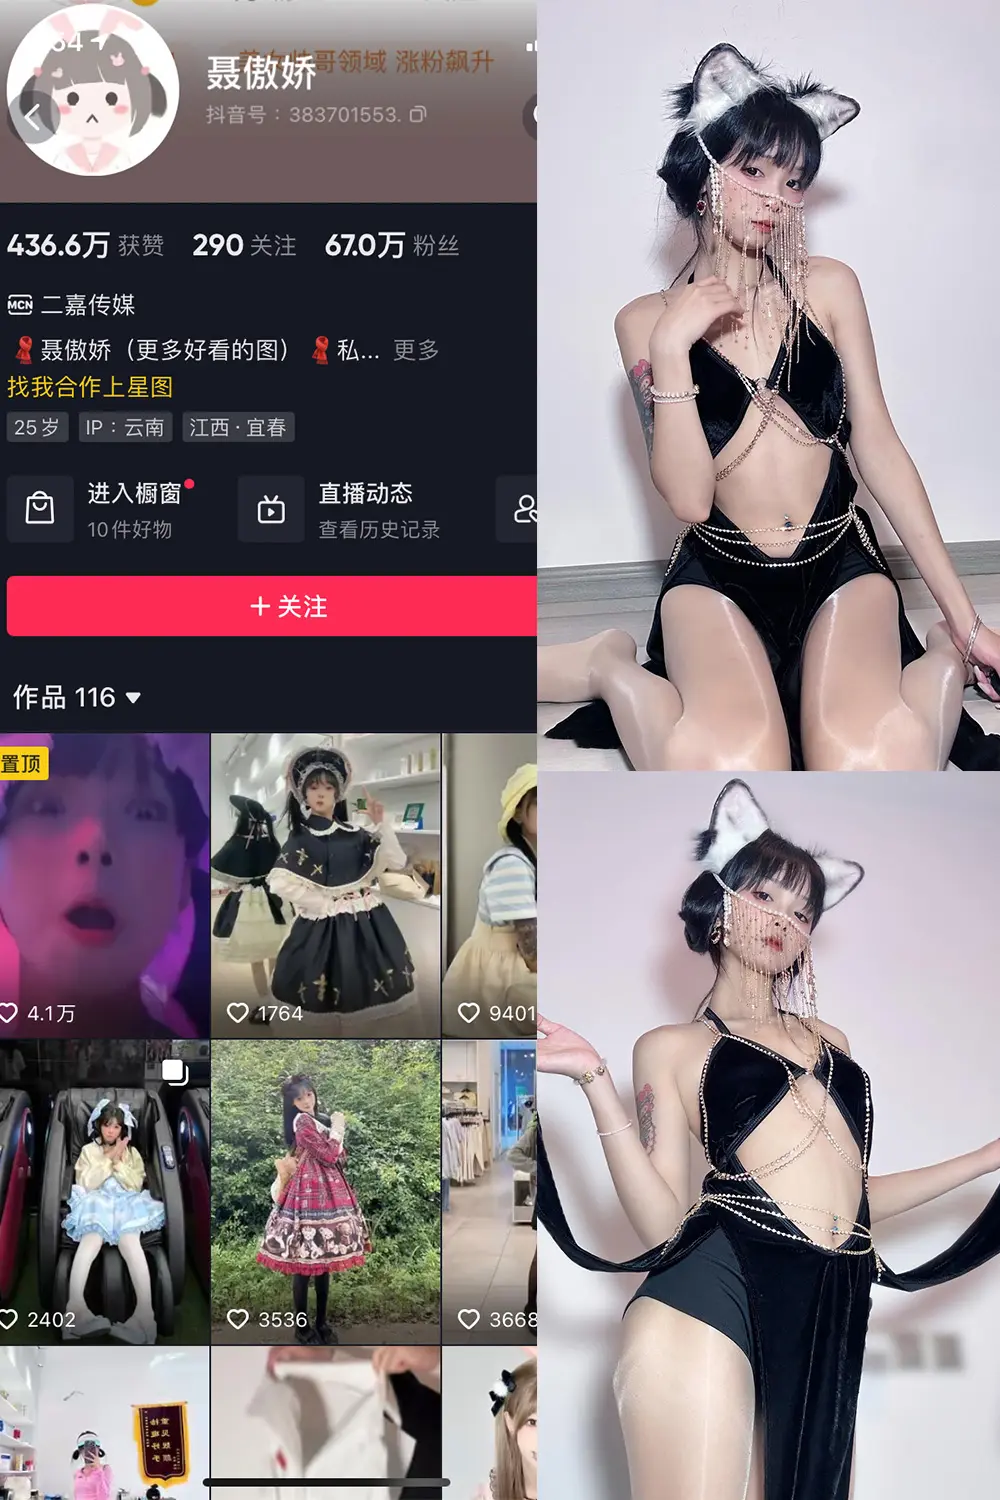 领域 涨粉飙升
聂傲娇
抖音号：383701553.
436.6万 获赞 290 关注 67.0万 粉丝
MCN 二嘉传媒
聂傲娇（更多好看的图） 私... 更多
找我合作上星图
25岁 IP：云南 江西·宜春
进入橱窗 直播动态
10件好物 查看历史记录
+ 关注
作品 116
置顶
4.1万 1764 9401
2402 3536 3668